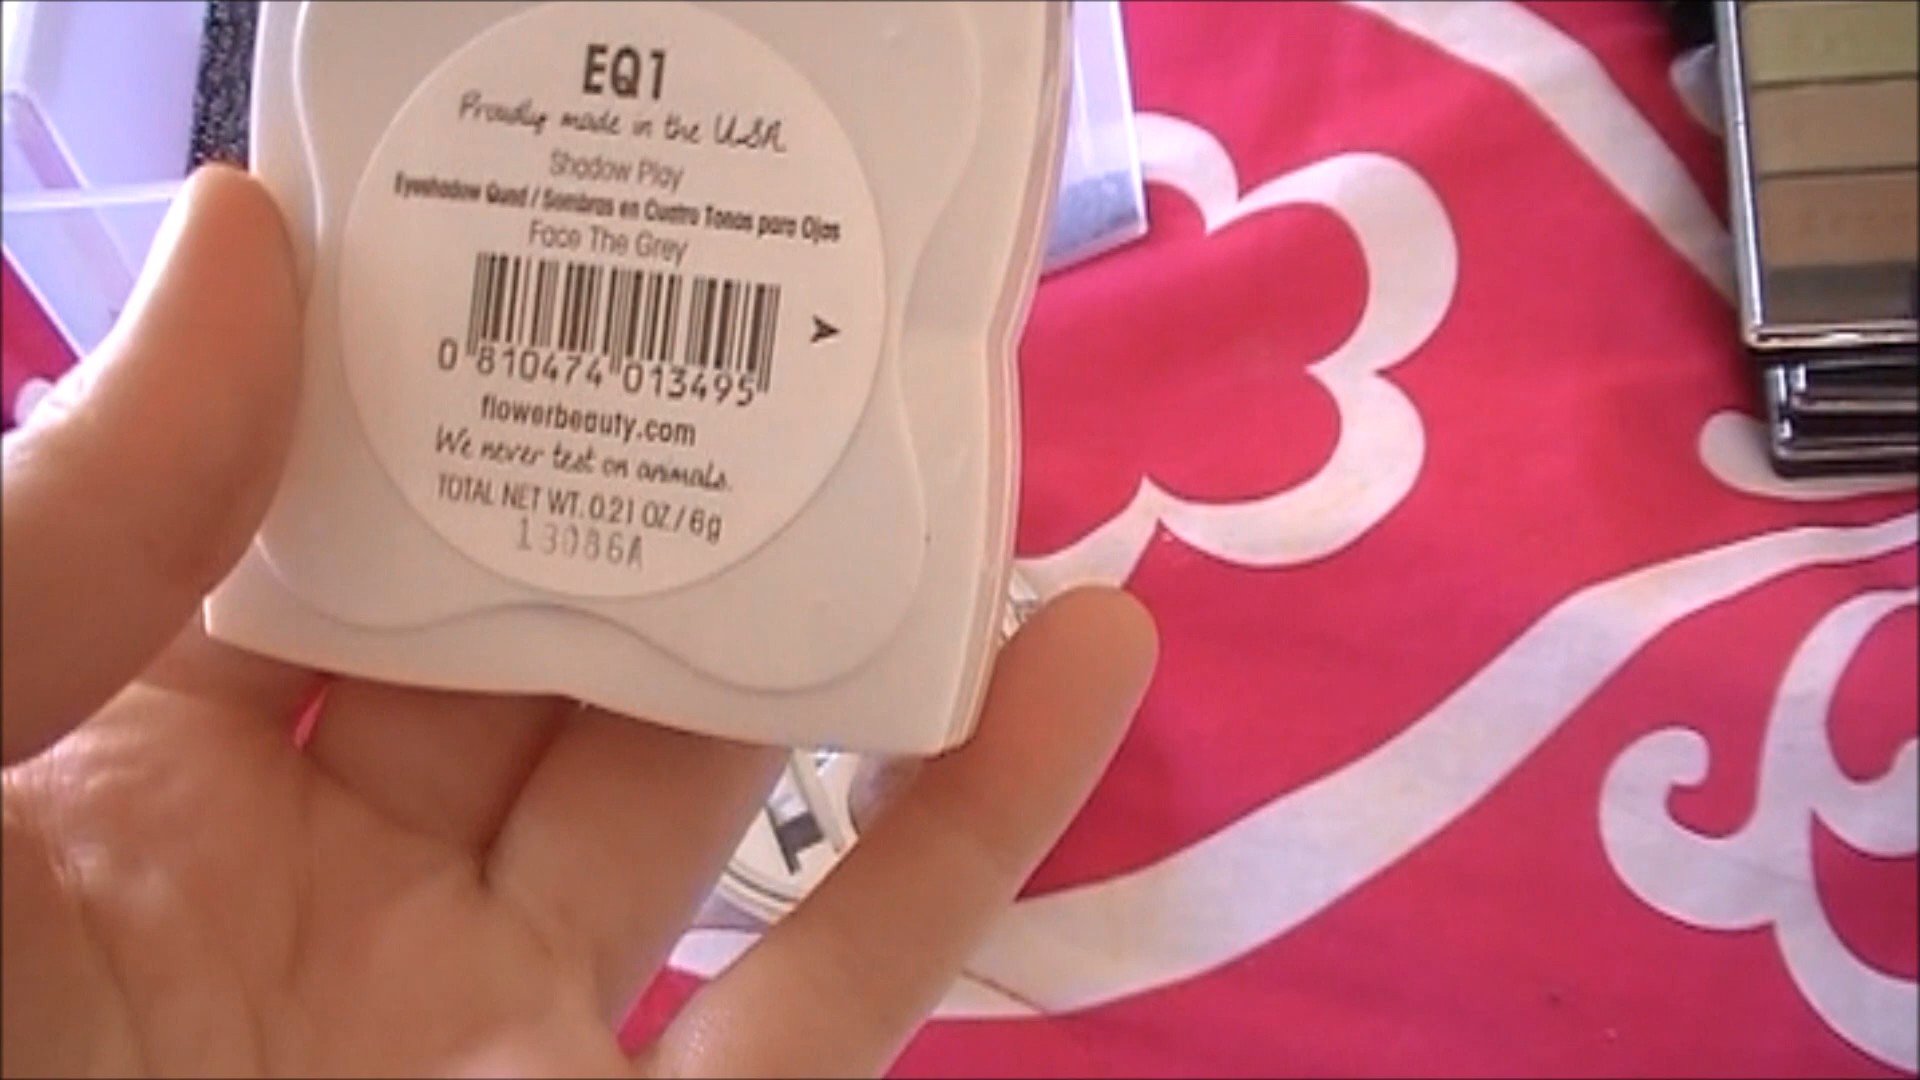 EQ1
Proudly made in the USA.
Shadow Play
Eyeshadow Quad / Sombras en Cuatro Tonos para Ojos
Face The Grey
0 810474 013495
flowerbeauty.com
We never test on animals.
TOTAL NET WT. 0.21 OZ / 6g
13086A